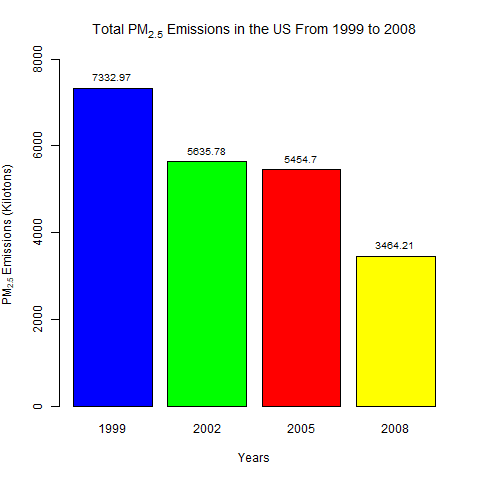 Total PM2.5 Emissions in the US From 1999 to 2008
PM2.5 Emissions (Kilotons)
8000
6000
4000
2000
0
7332.97
5635.78
5454.7
3464.21
1999 2002 2005 2008
Years